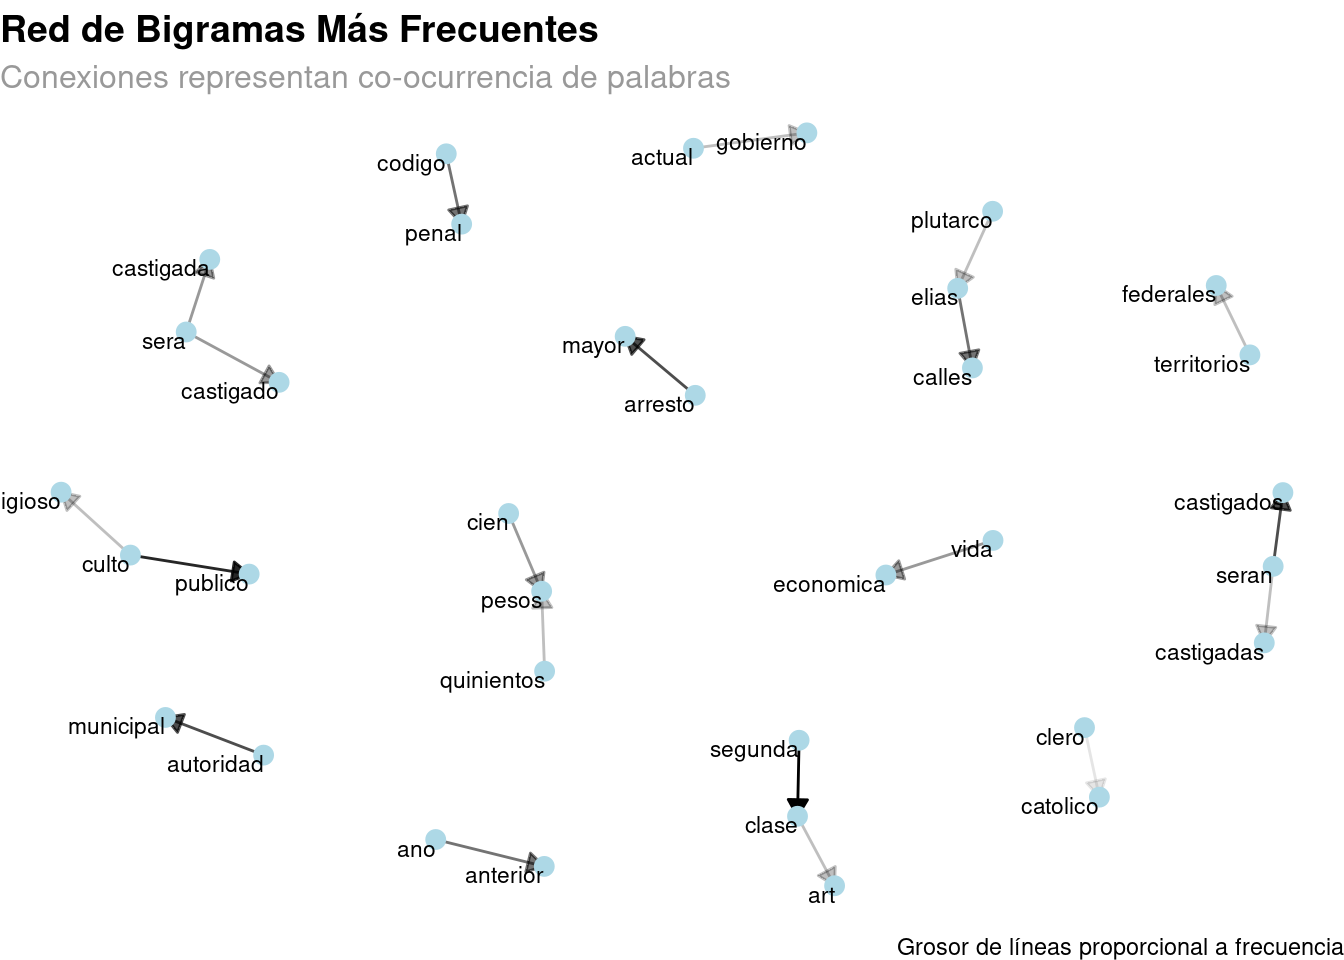 Red de Bigramas Más Frecuentes
Conexiones representan co-ocurrencia de palabras
gobierno
actual
codigo
plutarco
penal
castigada
federales
elias
sera
mayor
territorios
calles
castigado
arresto
igioso
castigados
cien
vida
culto
seran
publico
economica
pesos
castigadas
quinientos
municipal
clero
segunda
autoridad
catolico
clase
ano
anterior
art
Grosor de líneas proporcional a frecuencia